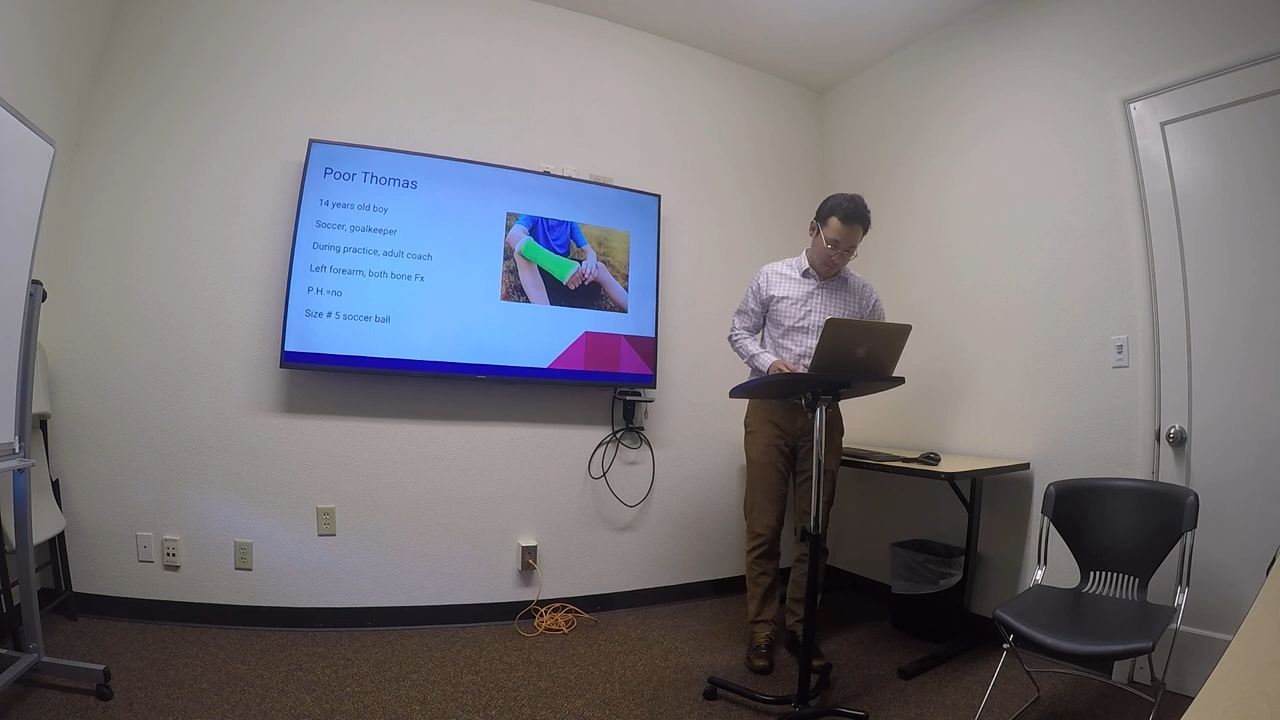 Poor Thomas
14 years old boy
Soccer, goalkeeper
During practice, adult coach
Left forearm, both bone Fx
P.H.=no
Size # 5 soccer ball